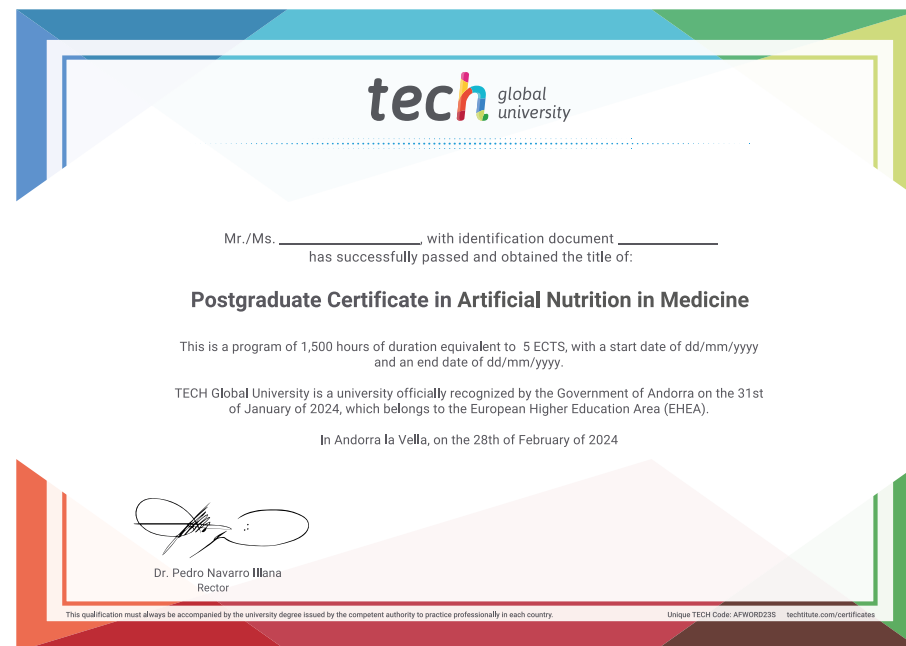 tech global university
Mr./Ms. ____________, with identification document ____________
has successfully passed and obtained the title of:
Postgraduate Certificate in Artificial Nutrition in Medicine
This is a program of 1,500 hours of duration equivalent to 5 ECTS, with a start date of dd/mm/yyyy
and an end date of dd/mm/yyyy.
TECH Global University is a university officially recognized by the Government of Andorra on the 31st
of January of 2024, which belongs to the European Higher Education Area (EHEA).
In Andorra la Vella, on the 28th of February of 2024
Dr. Pedro Navarro Illana
Rector
This qualification must always be accompanied by the university degree issued by the competent authority to practice professionally in each country. Unique TECH Code: AFWORD23S techtitute.com/certificates